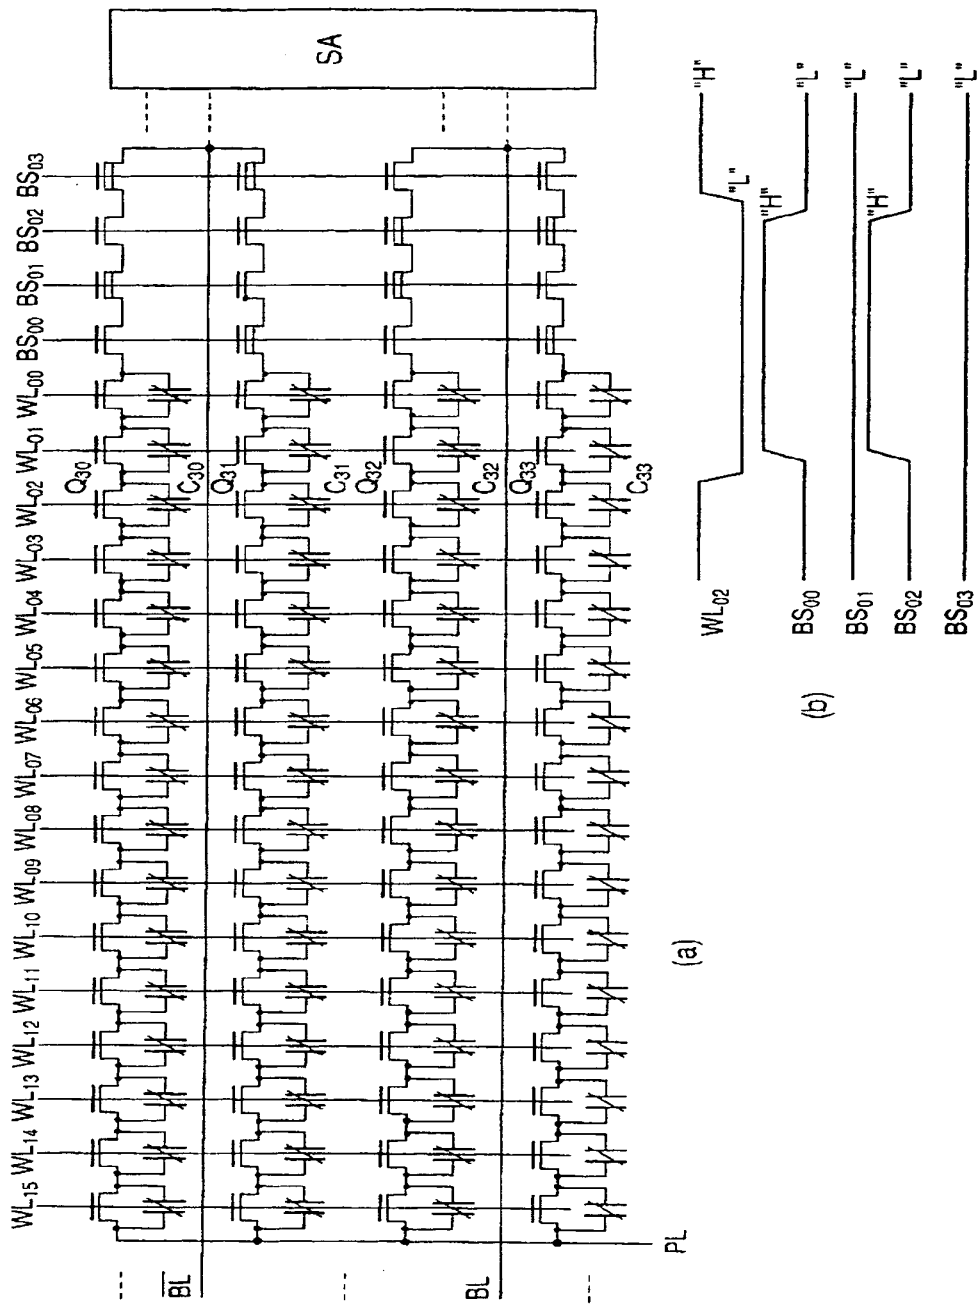 SA
WL15 WL14 WL13 WL12 WL11 WL10 WL09 WL08 WL07 WL06 WL05 WL04 WL03 WL02 WL01 WL00 BS00 BS01 BS02 BS03
Q30
C30
Q31
C31
Q32
C32
Q33
C33
BL
BL
PL
(a)
WL02 "L" "H"
BS00 "H" "L"
BS01 "L"
BS02 "H" "L"
BS03 "L"
(b)